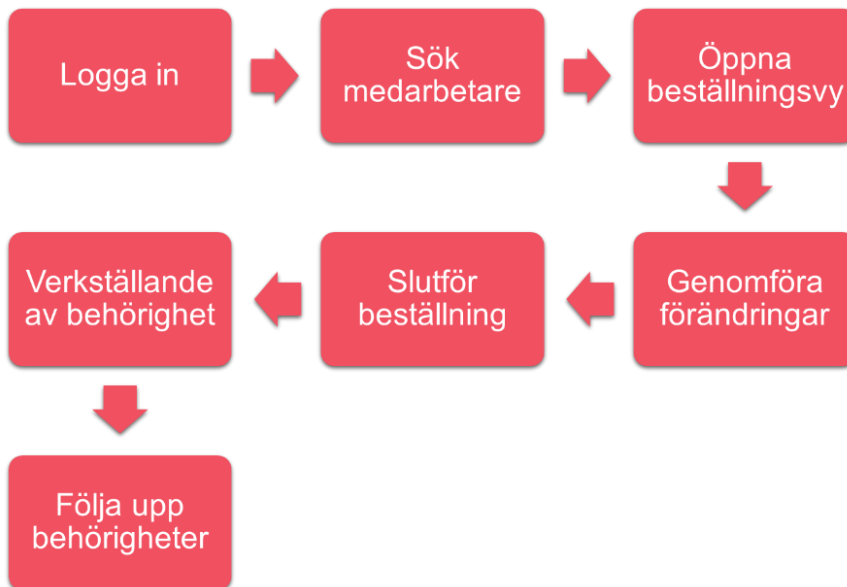 Logga in
Sök
medarbetare
Öppna
beställningsvy
Genomföra
förändringar
Slutför
beställning
Verkställande
av behörighet
Följa upp
behörigheter